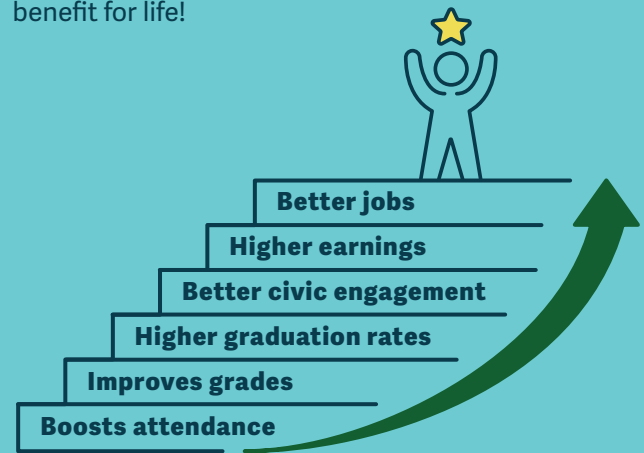 benefit for life!
Better jobs
Higher earnings
Better civic engagement
Higher graduation rates
Improves grades
Boosts attendance